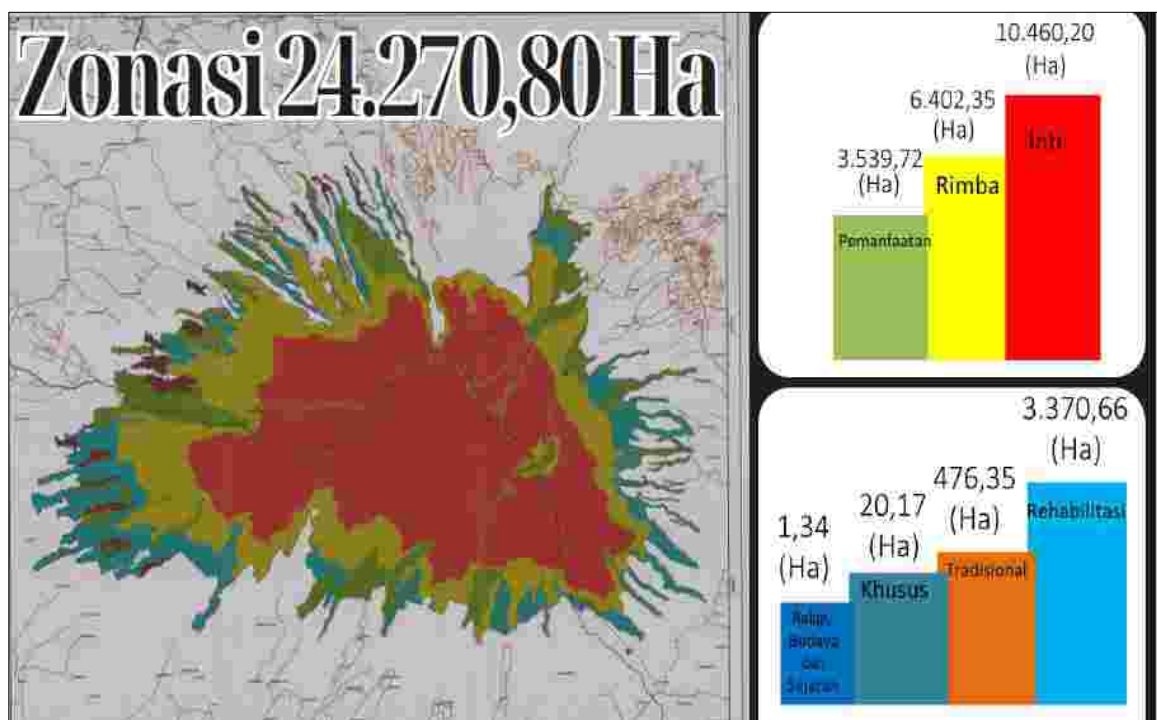 Zonasi 24.270,80 Ha
10.460,20
(Ha)
6.402,35
(Ha)
3.539,72
(Ha)
Inti
Rimba
Pemanfaatan
3.370,66
(Ha)
476,35
(Ha)
20,17
(Ha)
1,34
(Ha)
Rehabilitasi
Tradisional
Khusus
Religi,
Budaya
dan
Sejarah